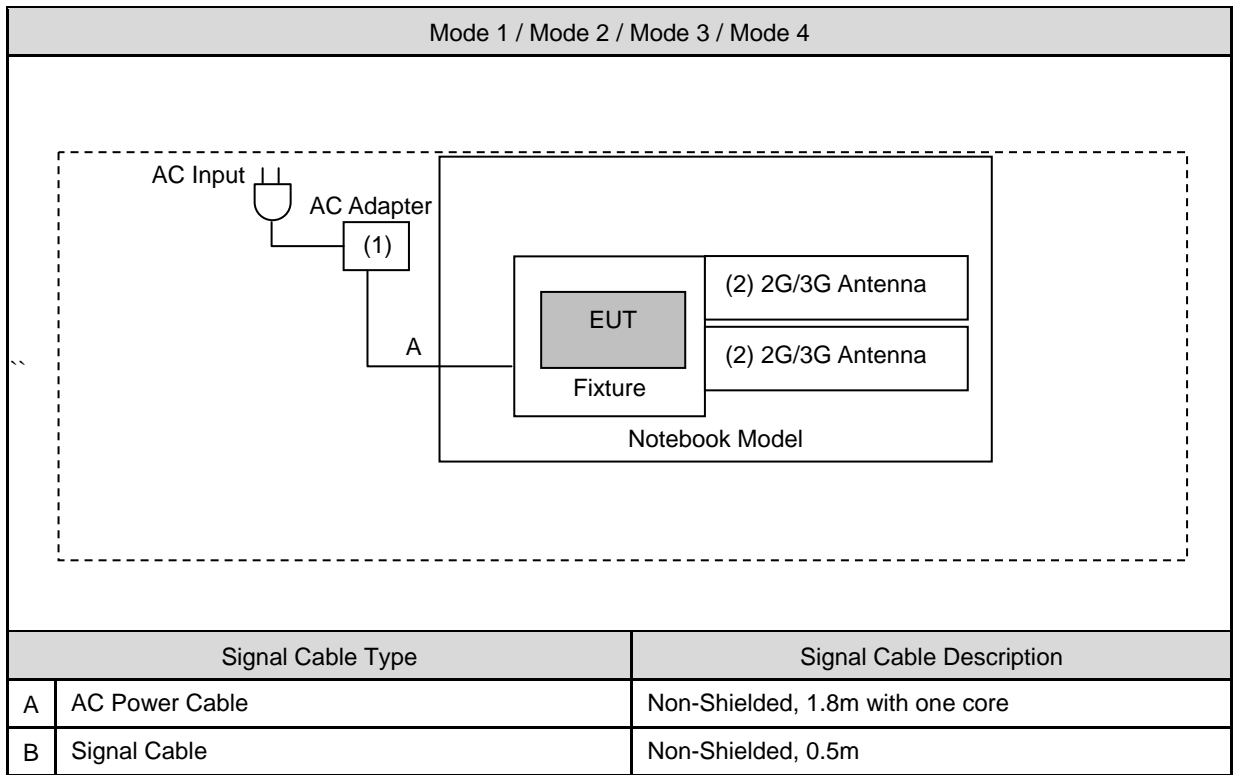 Mode 1 / Mode 2 / Mode 3 / Mode 4
AC Input
AC Adapter
(1)
(2) 2G/3G Antenna
EUT
A
(2) 2G/3G Antenna
``
Fixture
Notebook Model
Signal Cable Type Signal Cable Description
A AC Power Cable Non-Shielded, 1.8m with one core
B Signal Cable Non-Shielded, 0.5m